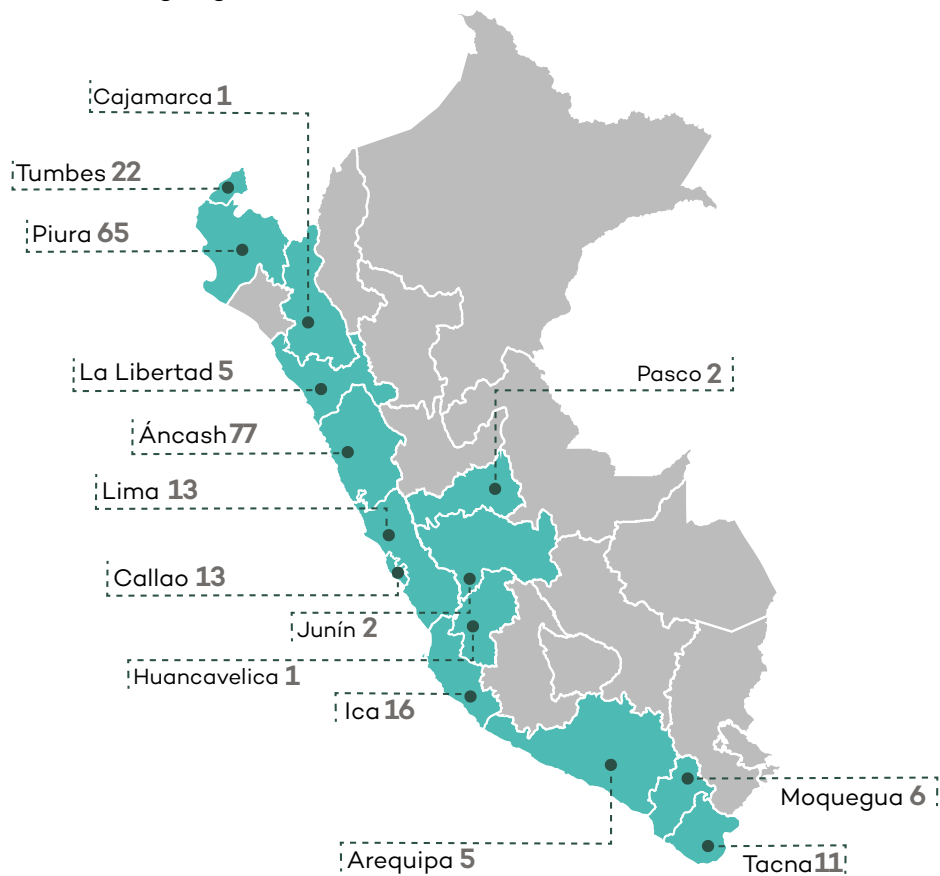 Cajamarca 1
Tumbes 22
Piura 65
La Libertad 5
Pasco 2
Áncash 77
Lima 13
Callao 13
Junín 2
Huancavelica 1
Ica 16
Moquegua 6
Arequipa 5
Tacna 11